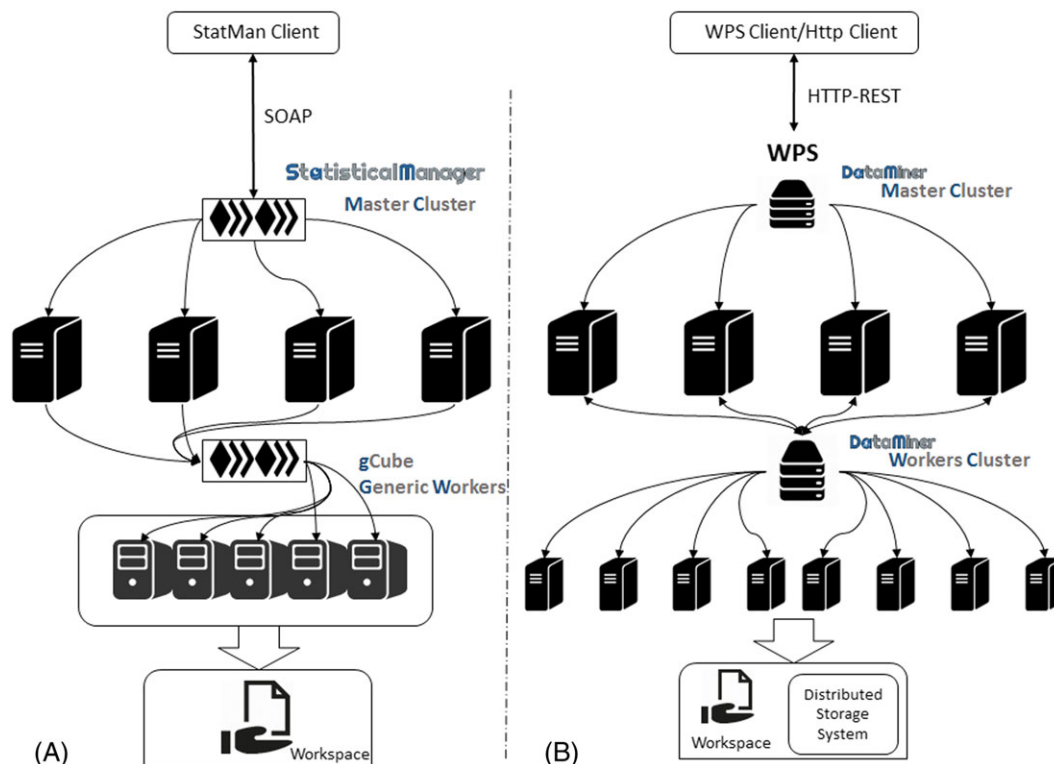 StatMan Client
SOAP
StatisticalManager
Master Cluster
gCube
Generic Workers
Workspace
(A)
WPS Client/Http Client
HTTP-REST
WPS
DataMiner
Master Cluster
DataMiner
Workers Cluster
Workspace
Distributed
Storage
System
(B)